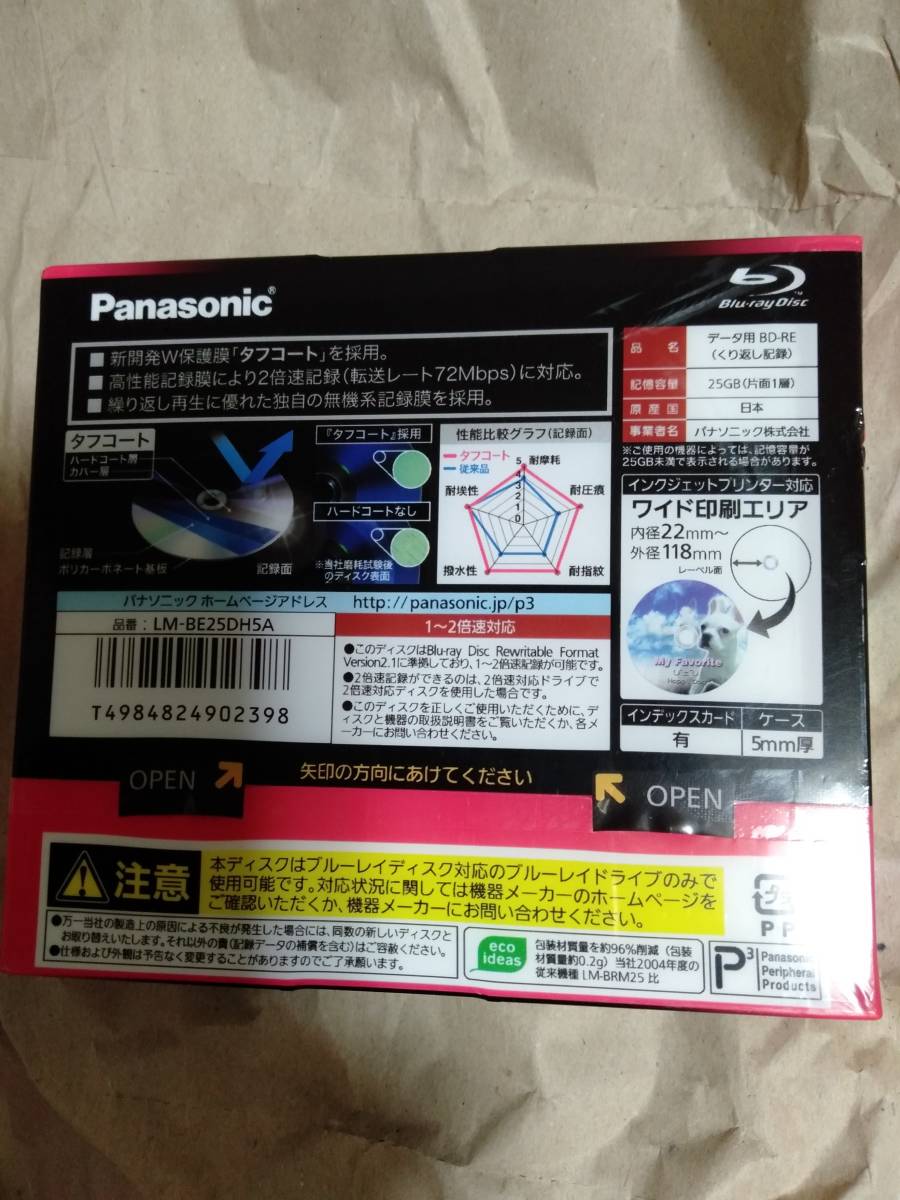 Panasonic®
Blu-ray Disc™
■新開発W保護膜「タフコート」を採用。
■高性能記録膜により2倍速記録(転送レート72Mbps)に対応。
■繰り返し再生に優れた独自の無機系記録膜を採用。
品 名
データ用 BD-RE
(くり返し記録)
記憶容量
25GB(片面1層)
原産国
日本
事業者名
パナソニック株式会社
※ご使用の機器によっては、記憶容量が
25GB未満で表示される場合があります。
タフコート
ハードコート層
カバー層
記録層
ポリカーボネート基板
記録面
『タフコート』採用
ハードコートなし
※当社磨耗試験後
のディスク表面
性能比較グラフ(記録面)
タフコート
従来品
5
4
3
2
1
0
耐摩耗
耐埃性
耐圧痕
撥水性
耐指紋
インクジェットプリンター対応
ワイド印刷エリア
内径22mm〜
外径118mm
レーベル面
My Favorite
インデックスカード
有
ケース
5mm厚
パナソニック ホームページアドレス http://panasonic.jp/p3
品番: LM-BE25DH5A
T4984824902398
1〜2倍速対応
●このディスクはBlu-ray Disc Rewritable Format
Version2.1に準拠しており、1〜2倍速記録が可能です。
●2倍速記録ができるのは、2倍速対応ドライブで
2倍速対応ディスクを使用した場合です。
●このディスクを正しくご使用いただくために、デ
ィスクと機器の取扱説明書をご覧いただくか、各メ
ーカーにお問い合わせください。
OPEN
矢印の方向にあけてください
OPEN
注意
本ディスクはブルーレイディスク対応のブルーレイドライブのみで
使用可能です。対応状況に関しては機器メーカーのホームページを
ご確認いただくか、機器メーカーにお問い合わせください。
●万一当社の製造上の原因による不良が発生した場合には、同数の新しいディスクと
お取り替えいたします。それ以外の責(記録データの補償を含む)はご容赦ください。
●仕様および外観は予告なく変更することがありますのでご了承願います。
eco
ideas
包装材質量を約96%削減(包装
材質量約0.2g)当社2004年度の
従来機種 LM-BRM25 比
PP
P3
Panasonic
Peripheral
Products